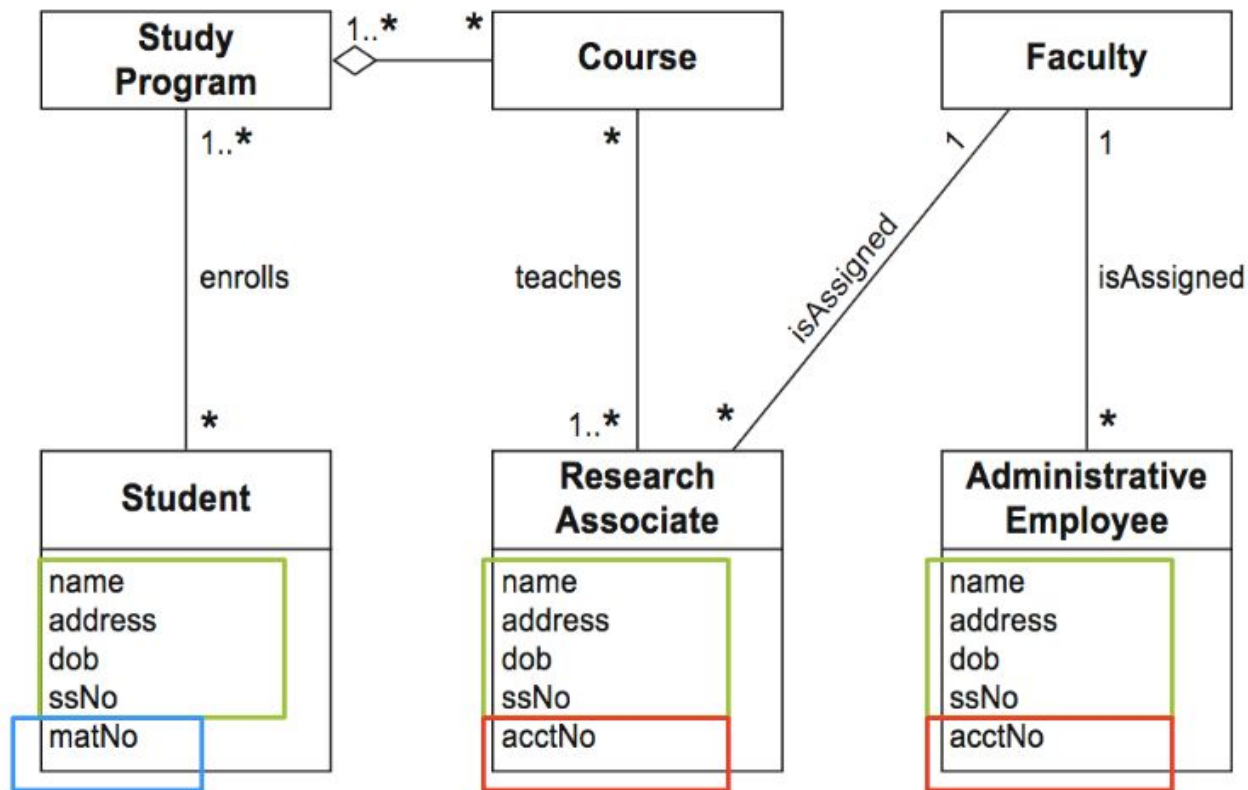 Study
Program
1..*
*
Course
Faculty
1..*
*
1
1
enrolls
teaches
isAssigned
isAssigned
*
1..*
*
*
Student
Research
Associate
Administrative
Employee
name
address
dob
ssNo
matNo
name
address
dob
ssNo
acctNo
name
address
dob
ssNo
acctNo